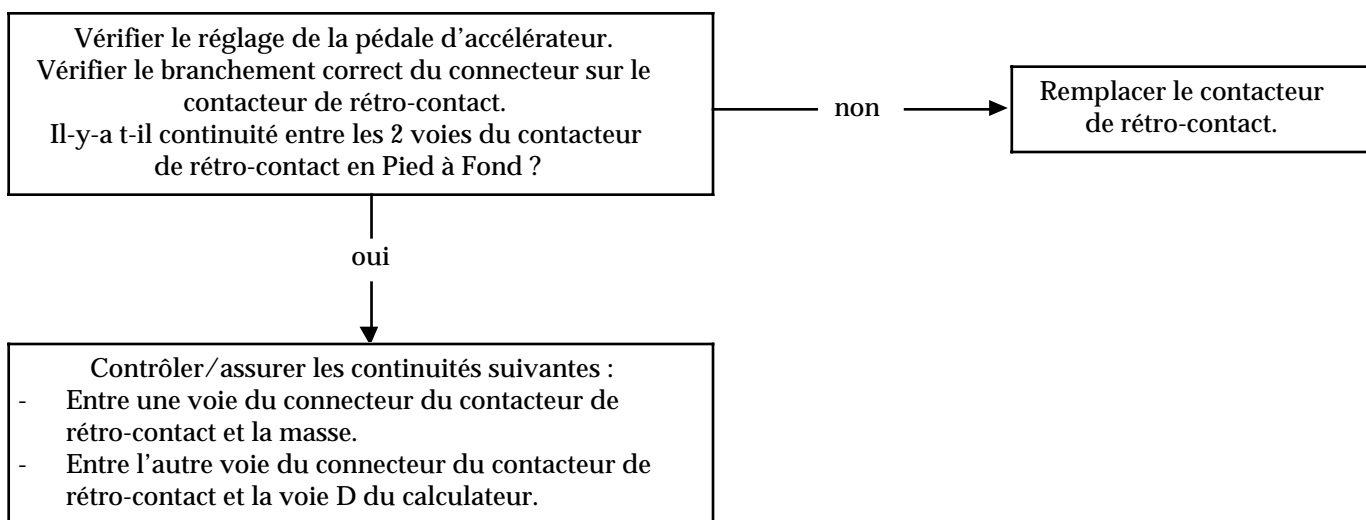 Vérifier le réglage de la pédale d'accélérateur.
Vérifier le branchement correct du connecteur sur le
contacteur de rétro-contact.
Il-y-a t-il continuité entre les 2 voies du contacteur
de rétro-contact en Pied à Fond ?
non
Remplacer le contacteur
de rétro-contact.
oui
Contrôler/assurer les continuités suivantes :
- Entre une voie du connecteur du contacteur de
rétro-contact et la masse.
- Entre l'autre voie du connecteur du contacteur de
rétro-contact et la voie D du calculateur.